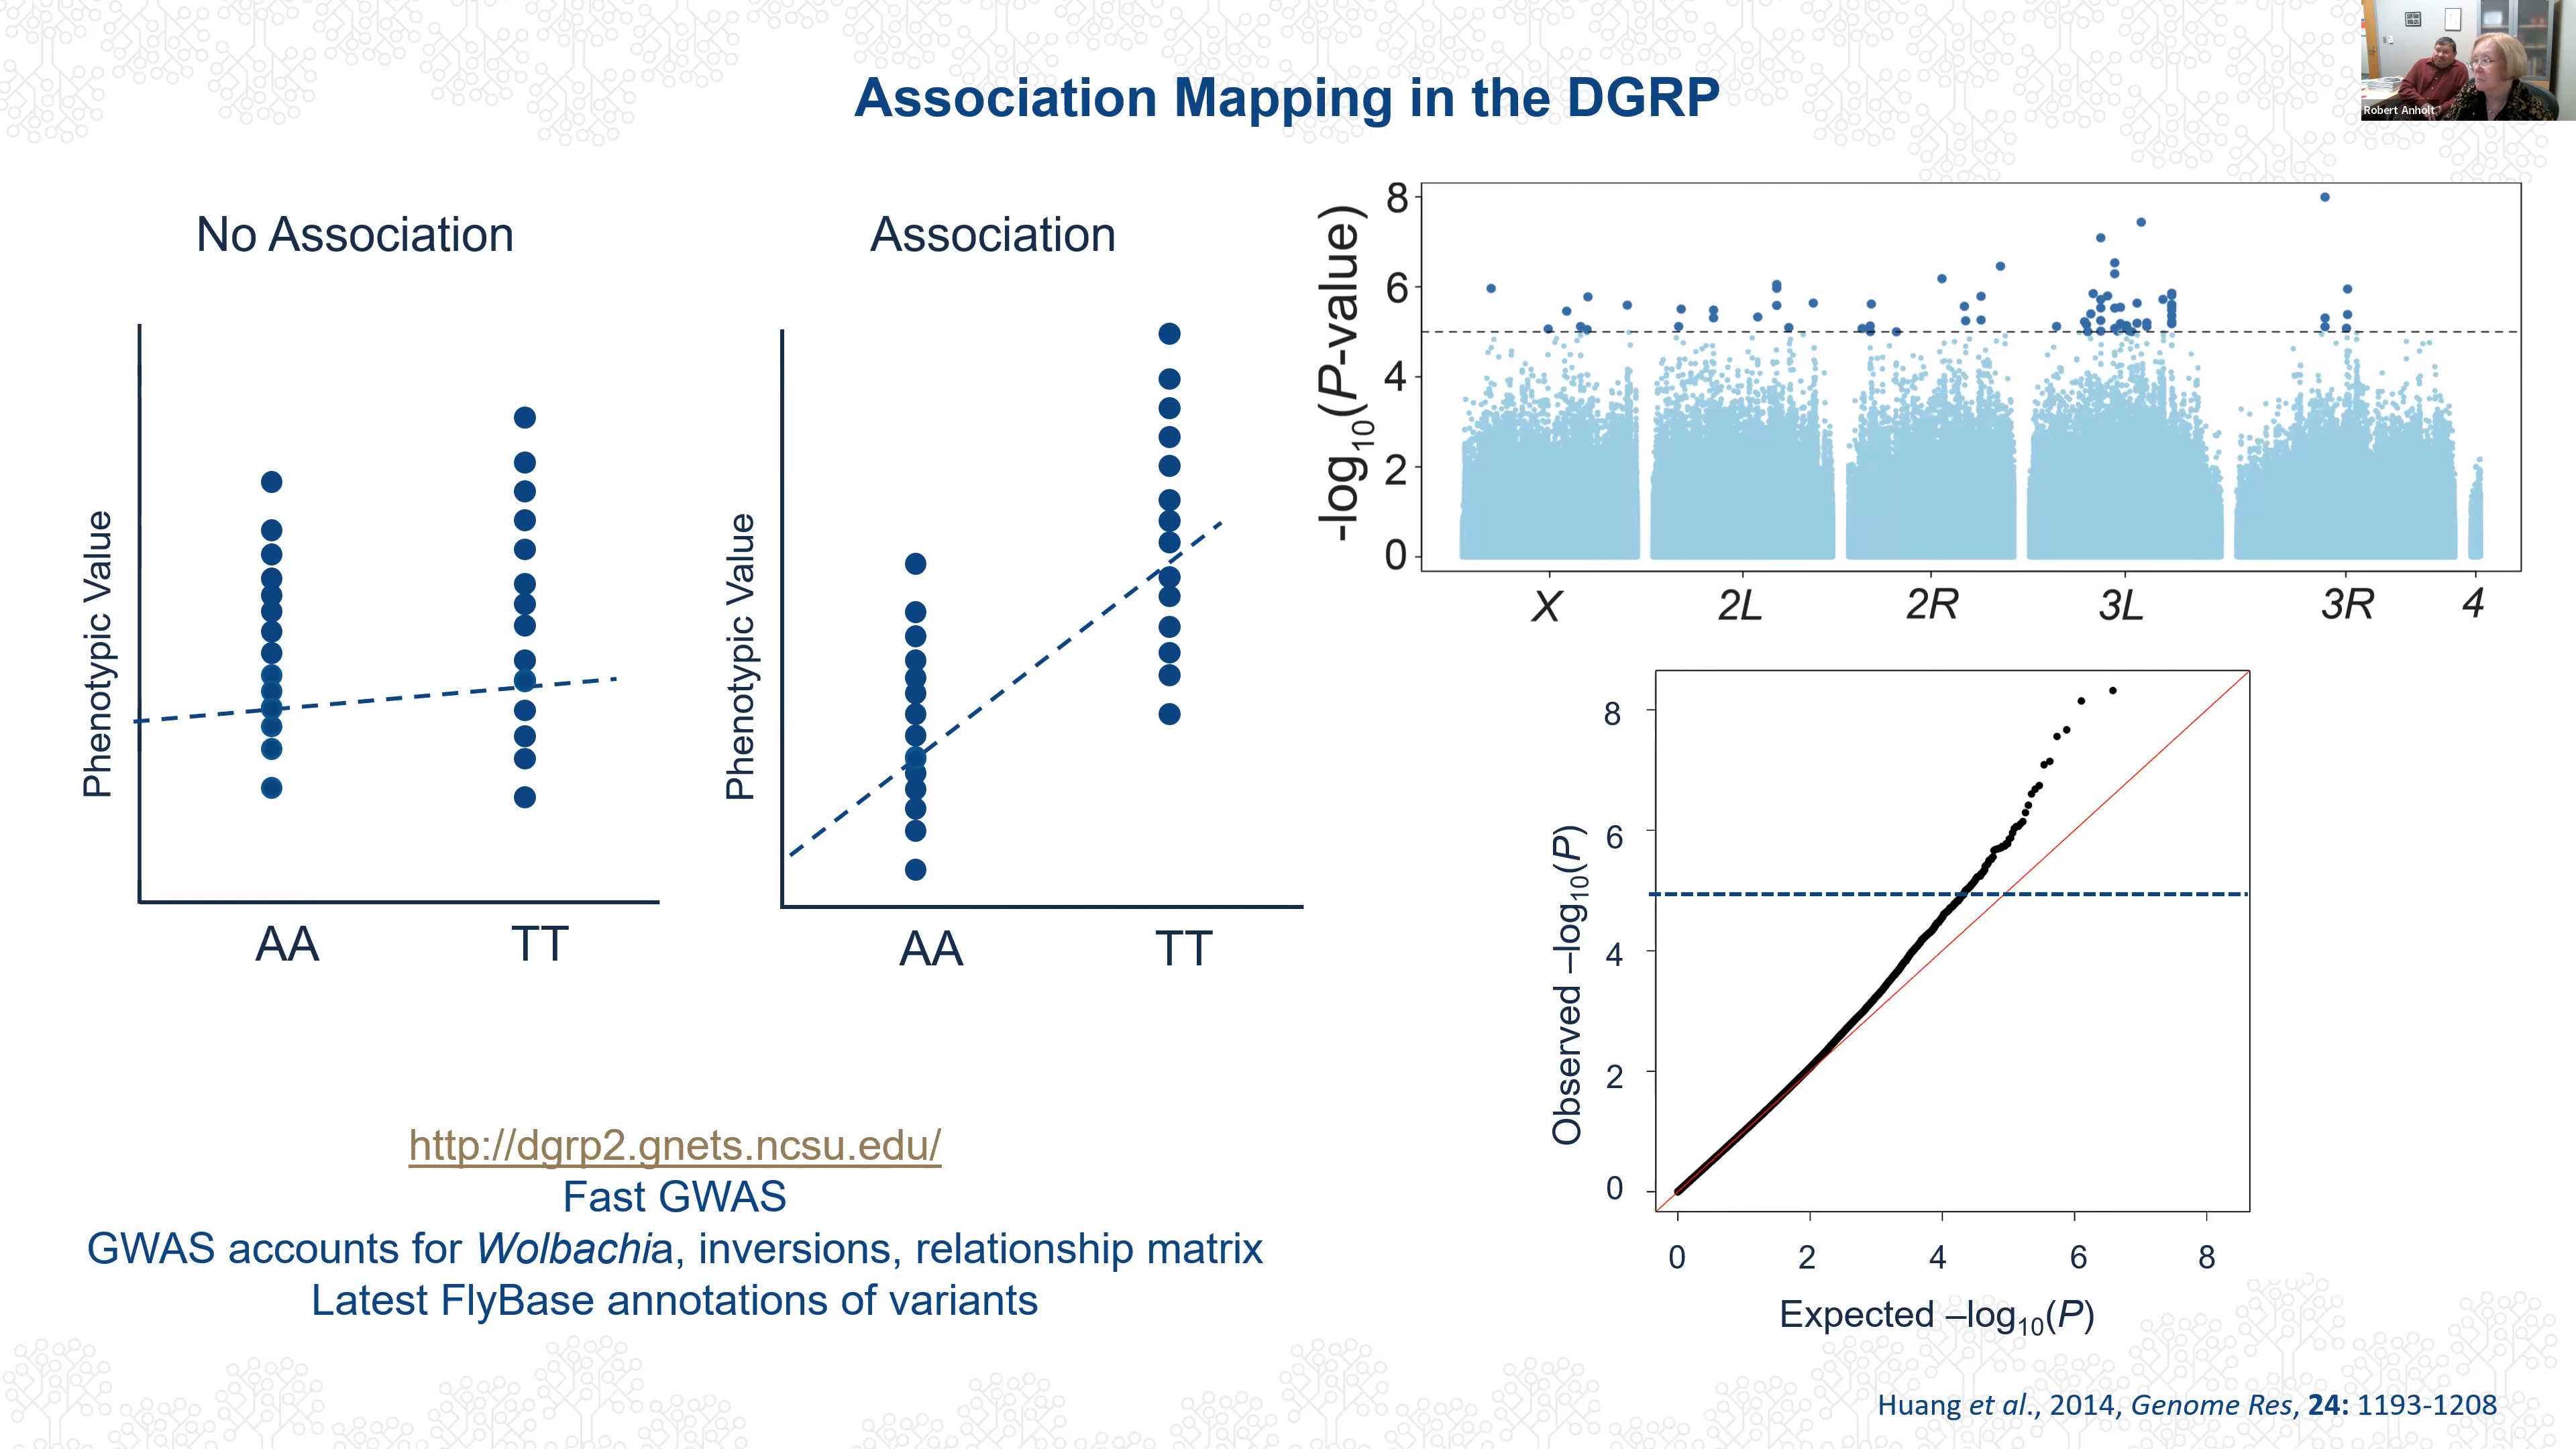 Association Mapping in the DGRP
Robert Anholt
No Association
Phenotypic Value
AA TT
Association
Phenotypic Value
AA TT
-log10(P-value)
8
6
4
2
0
X 2L 2R 3L 3R 4
Observed –log10(P)
8
6
4
2
0
0 2 4 6 8
Expected –log10(P)
http://dgrp2.gnets.ncsu.edu/
Fast GWAS
GWAS accounts for Wolbachia, inversions, relationship matrix
Latest FlyBase annotations of variants
Huang et al., 2014, Genome Res, 24: 1193-1208